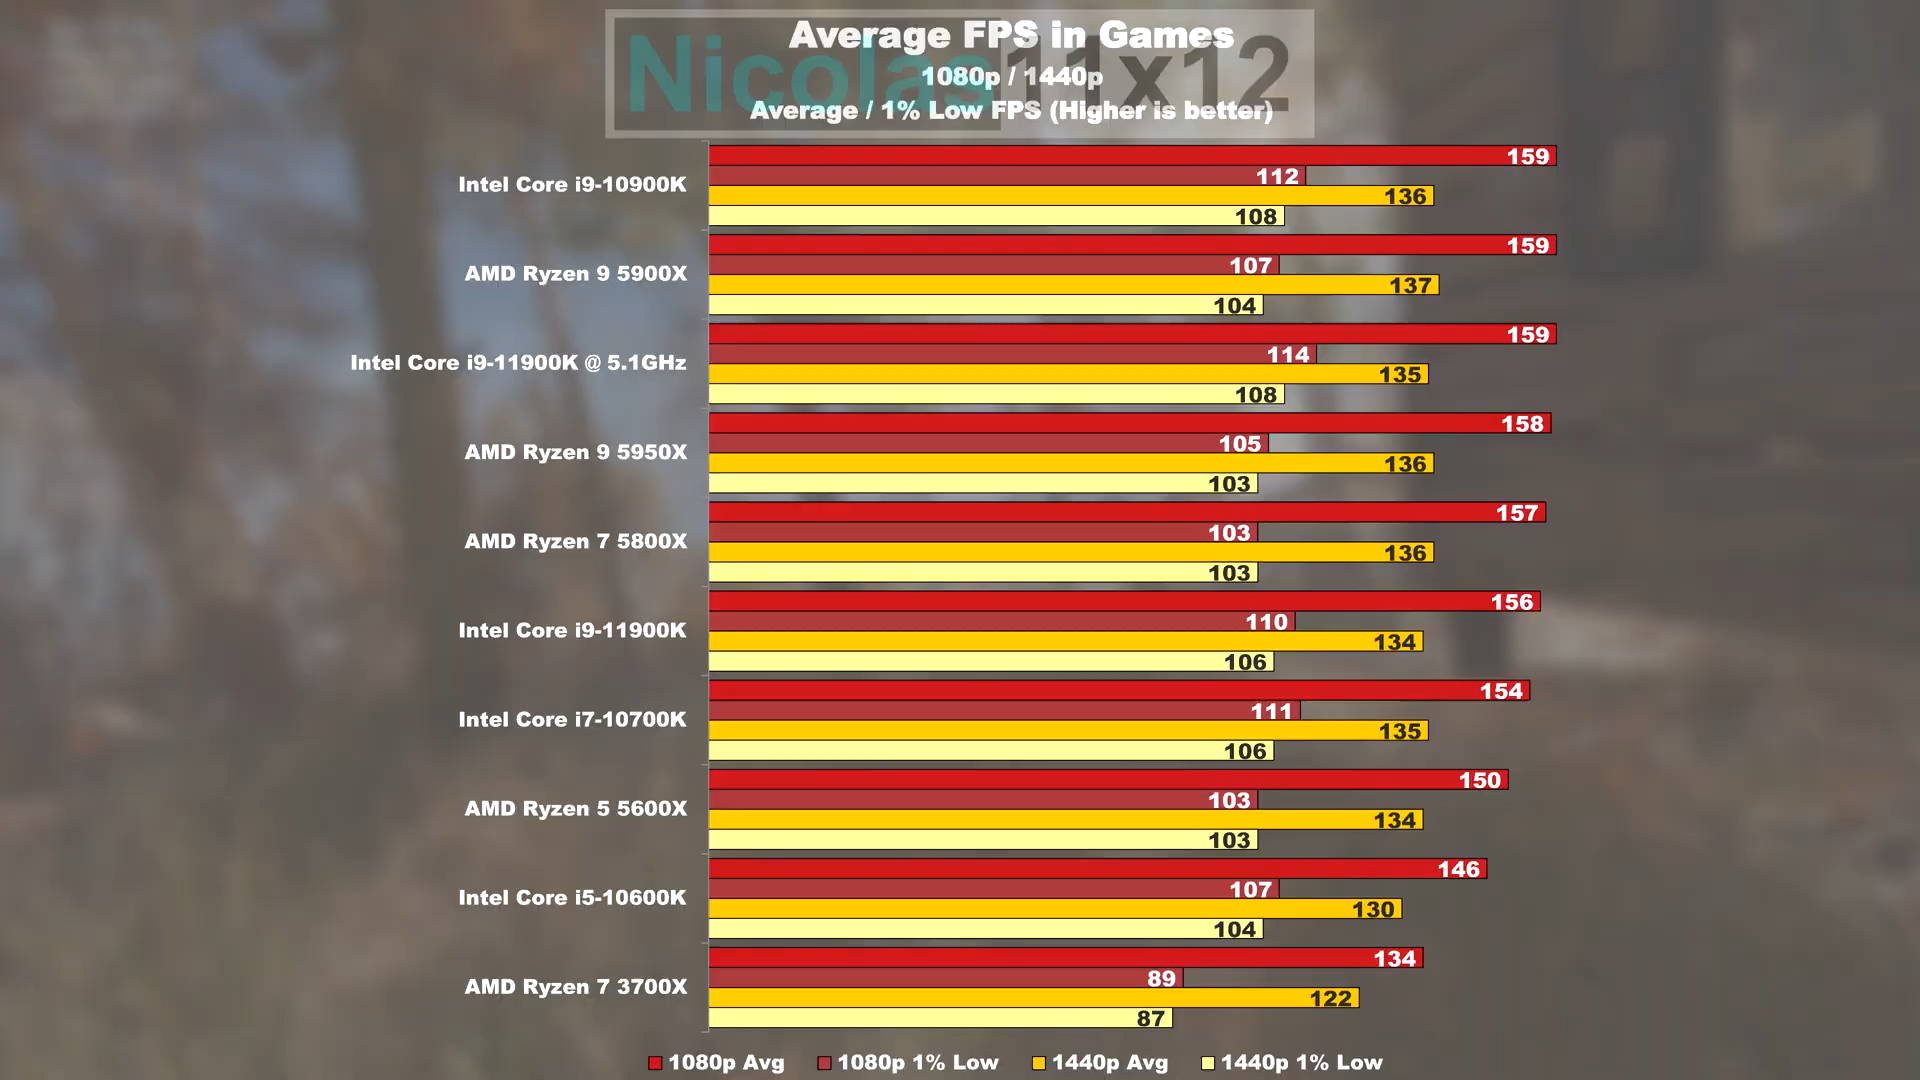 Nicolas11x12
Average FPS in Games
1080p / 1440p
Average / 1% Low FPS (Higher is better)
Intel Core i9-10900K
159
112
136
108
AMD Ryzen 9 5900X
159
107
137
104
Intel Core i9-11900K @ 5.1GHz
159
114
135
108
AMD Ryzen 9 5950X
158
105
136
103
AMD Ryzen 7 5800X
157
103
136
103
Intel Core i9-11900K
156
110
134
106
Intel Core i7-10700K
154
111
135
106
AMD Ryzen 5 5600X
150
103
134
103
Intel Core i5-10600K
146
107
130
104
AMD Ryzen 7 3700X
134
89
122
87
1080p Avg 1080p 1% Low 1440p Avg 1440p 1% Low